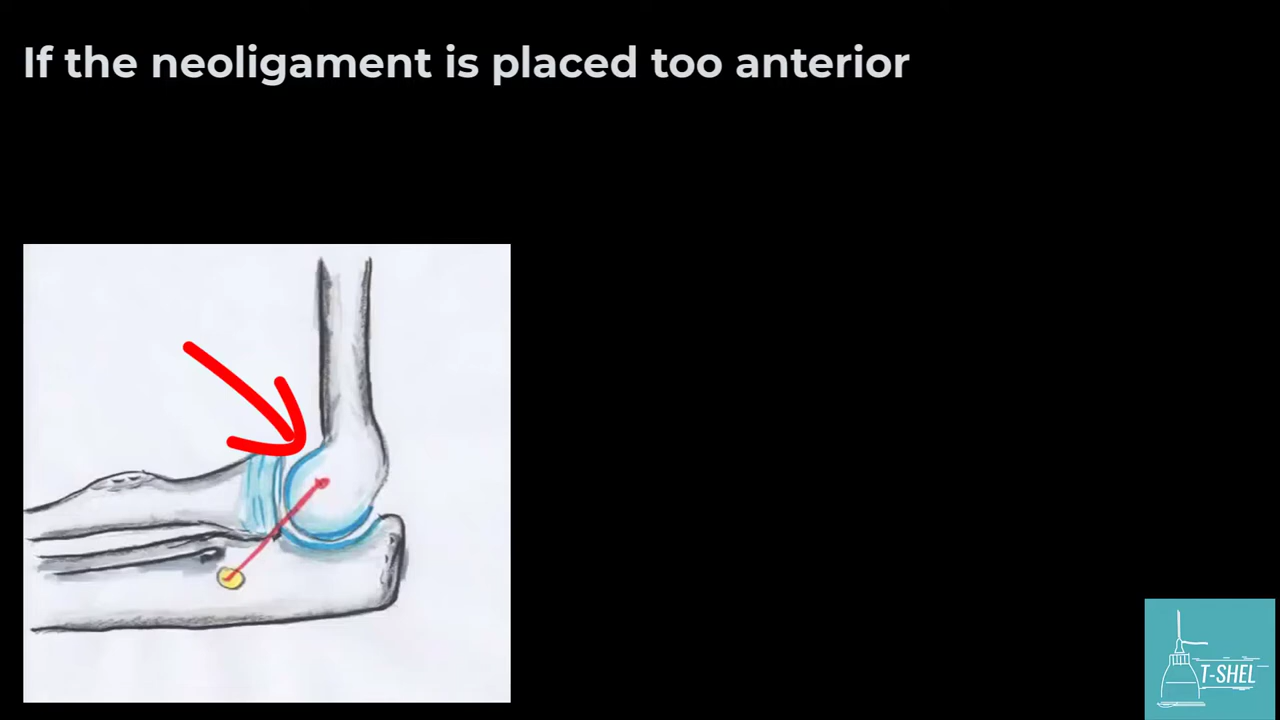 If the neoligament is placed too anterior
T-SHEL